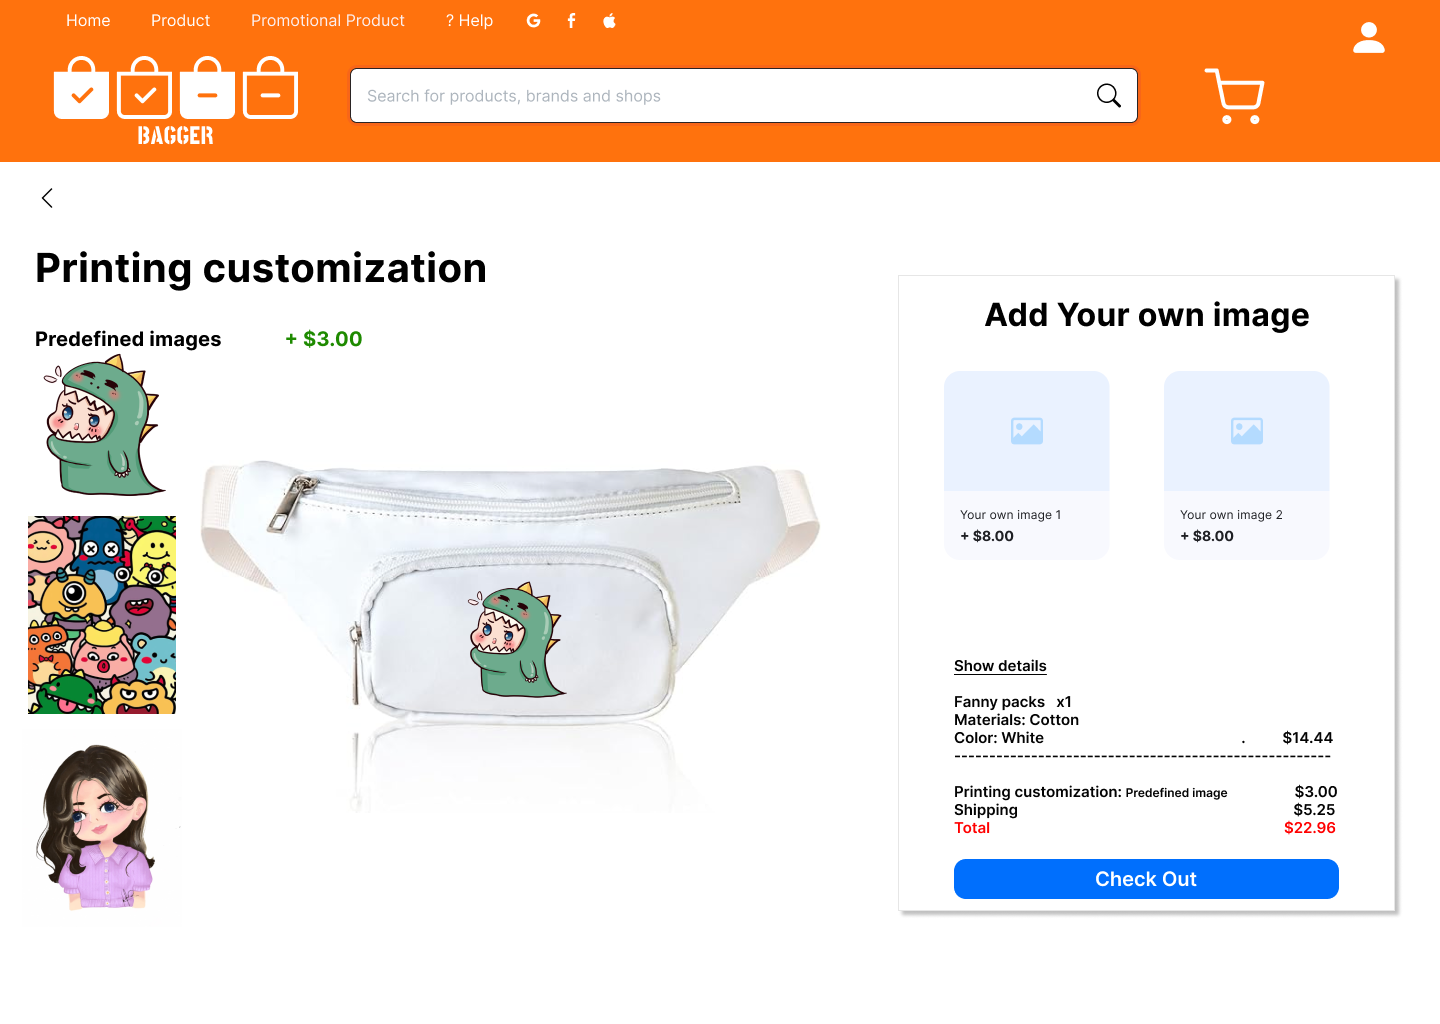 Home Product Promotional Product ? Help
BAGGER
Search for products, brands and shops
Printing customization
Predefined images + $3.00
Add Your own image
Your own image 1
+ $8.00
Your own image 2
+ $8.00
Show details
Fanny packs x1
Materials: Cotton
Color: White . $14.44
------------------------------------------------------
Printing customization: Predefined image $3.00
Shipping $5.25
Total $22.96
Check Out